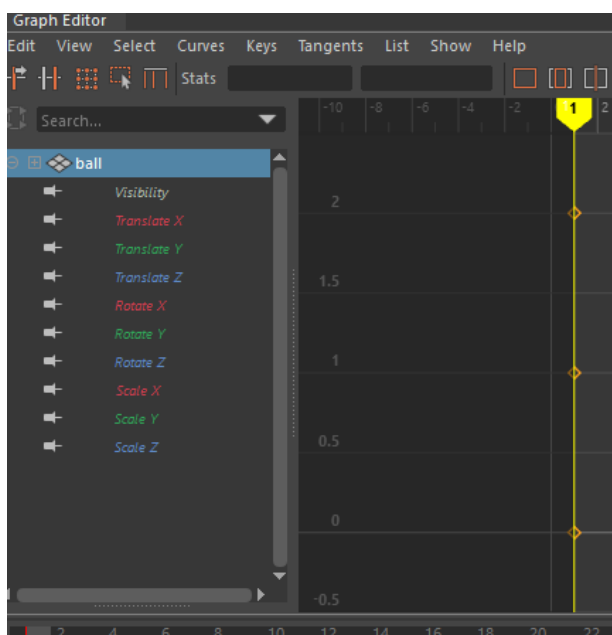 Graph Editor
Edit View Select Curves Keys Tangents List Show Help
Stats
Search...
-10 -8 -6 -4 -2 1 2
ball
Visibility
Translate X
Translate Y
Translate Z
Rotate X
Rotate Y
Rotate Z
Scale X
Scale Y
Scale Z
2
1.5
1
0.5
0
-0.5
2 4 6 8 10 12 14 16 18 20 22